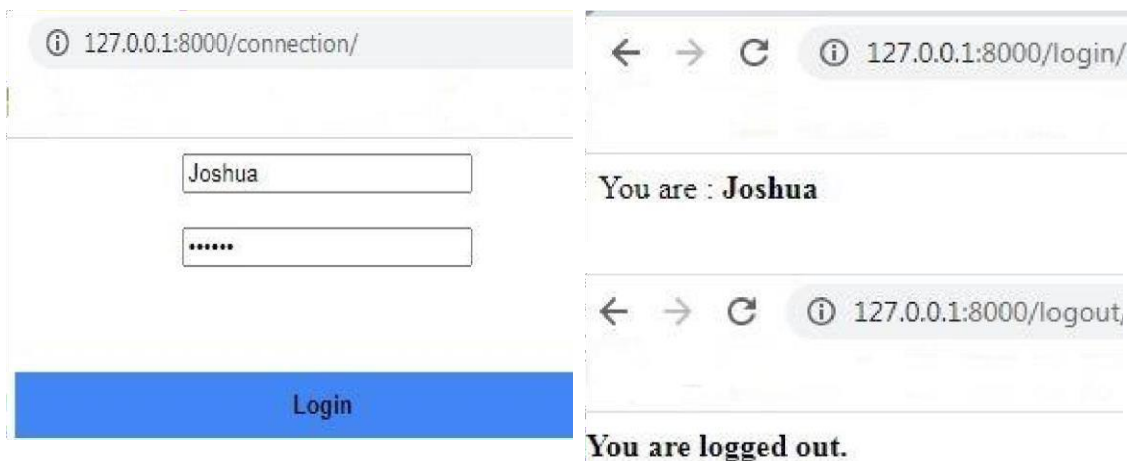 127.0.0.1:8000/connection/
Joshua
••••••
Login
127.0.0.1:8000/login/
You are : Joshua
127.0.0.1:8000/logout/
You are logged out.